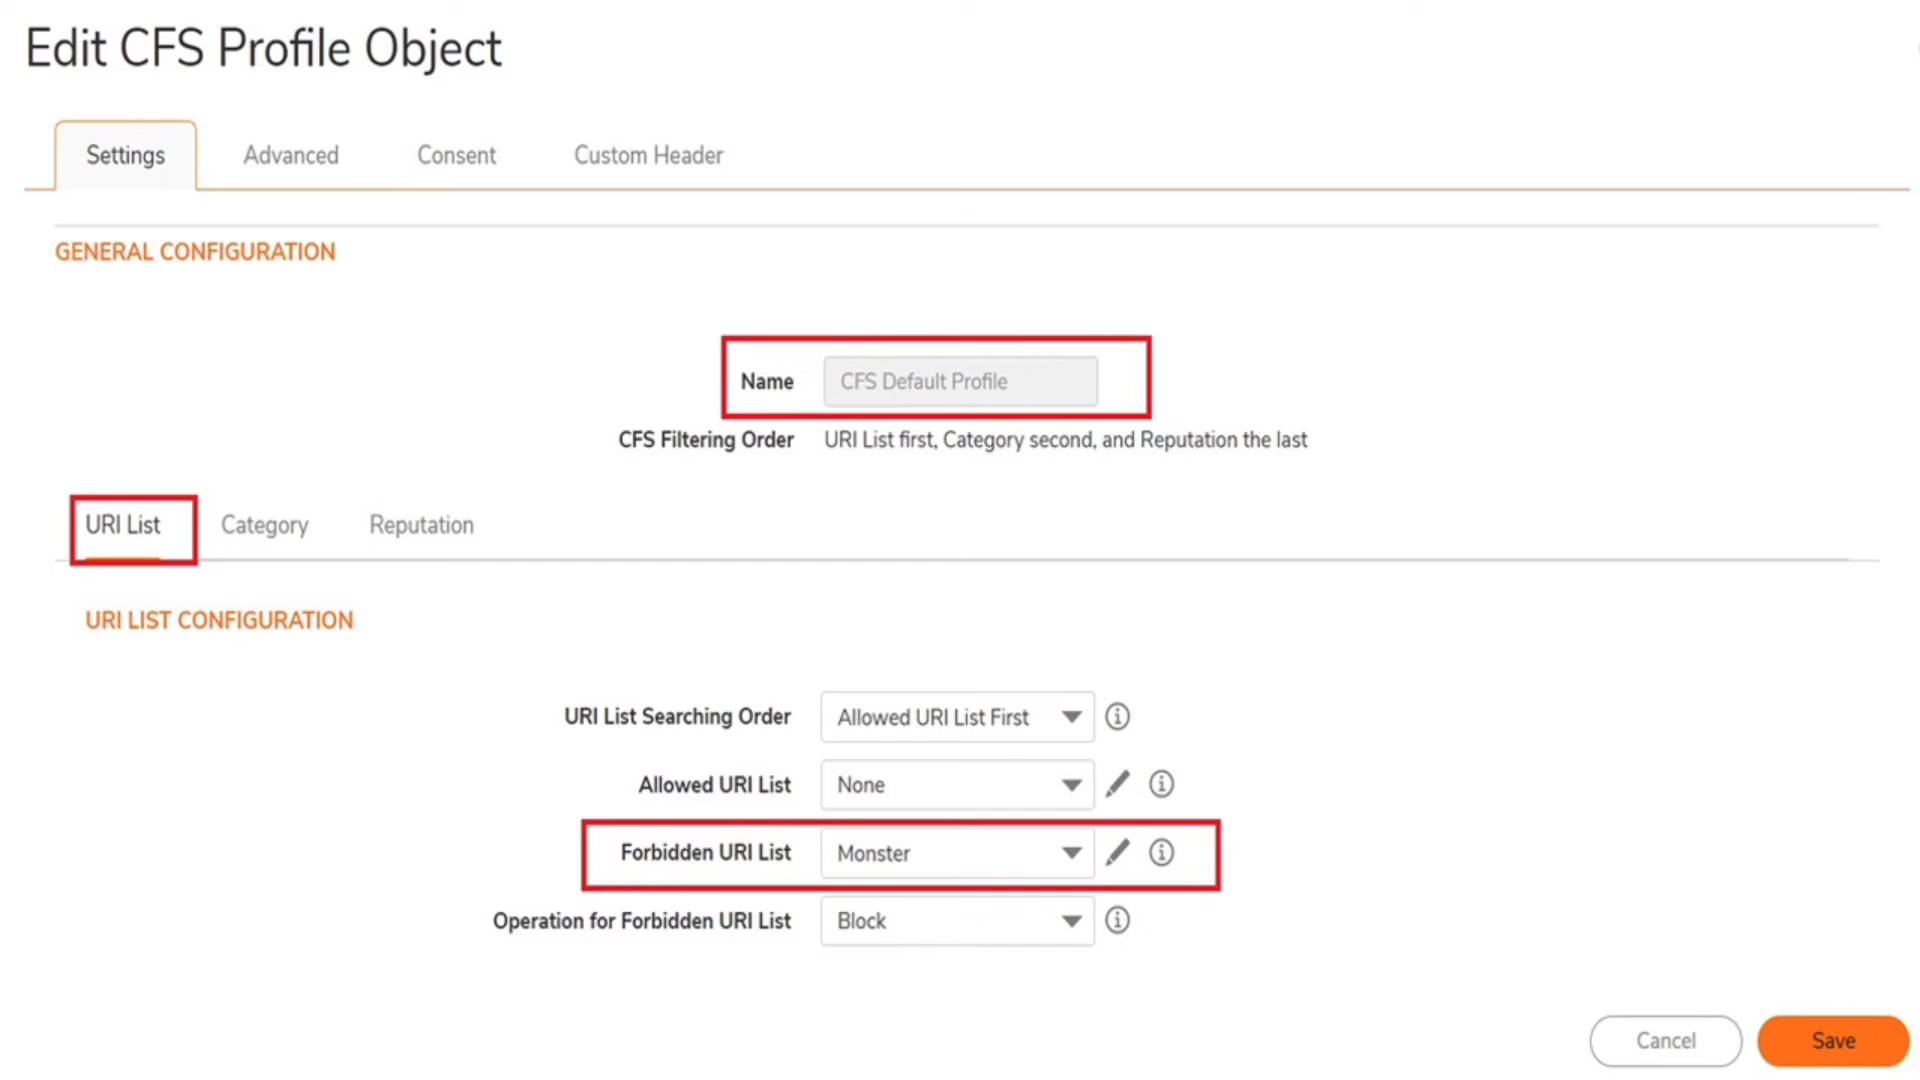 Edit CFS Profile Object
Settings Advanced Consent Custom Header
GENERAL CONFIGURATION
Name CFS Default Profile
CFS Filtering Order URI List first, Category second, and Reputation the last
URI List Category Reputation
URI LIST CONFIGURATION
URI List Searching Order Allowed URI List First
Allowed URI List None
Forbidden URI List Monster
Operation for Forbidden URI List Block
Cancel Save